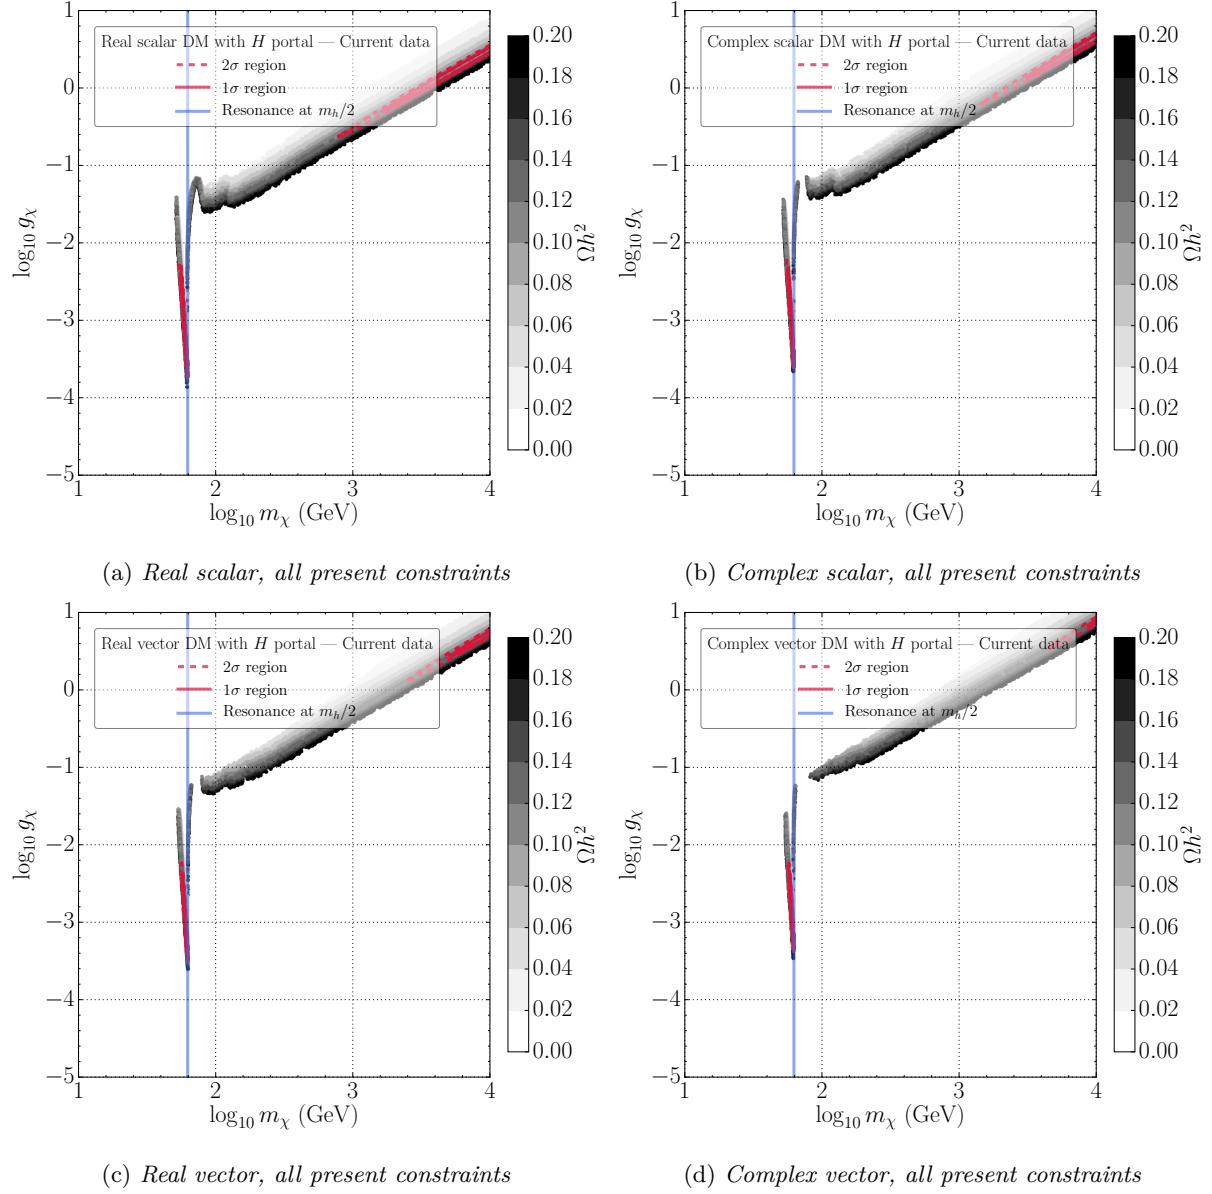 Real scalar DM with H portal — Current data
2σ region
1σ region
Resonance at m_h/2
1
0
−1
−2
−3
−4
−5
log₁₀ g_χ
1
2
3
4
log₁₀ m_χ (GeV)
0.20
0.18
0.16
0.14
0.12
0.10
0.08
0.06
0.04
0.02
0.00
Ωh²
(a) Real scalar, all present constraints
Complex scalar DM with H portal — Current data
2σ region
1σ region
Resonance at m_h/2
1
0
−1
−2
−3
−4
−5
log₁₀ g_χ
1
2
3
4
log₁₀ m_χ (GeV)
0.20
0.18
0.16
0.14
0.12
0.10
0.08
0.06
0.04
0.02
0.00
Ωh²
(b) Complex scalar, all present constraints
Real vector DM with H portal — Current data
2σ region
1σ region
Resonance at m_h/2
1
0
−1
−2
−3
−4
−5
log₁₀ g_χ
1
2
3
4
log₁₀ m_χ (GeV)
0.20
0.18
0.16
0.14
0.12
0.10
0.08
0.06
0.04
0.02
0.00
Ωh²
(c) Real vector, all present constraints
Complex vector DM with H portal — Current data
2σ region
1σ region
Resonance at m_h/2
1
0
−1
−2
−3
−4
−5
log₁₀ g_χ
1
2
3
4
log₁₀ m_χ (GeV)
0.20
0.18
0.16
0.14
0.12
0.10
0.08
0.06
0.04
0.02
0.00
Ωh²
(d) Complex vector, all present constraints